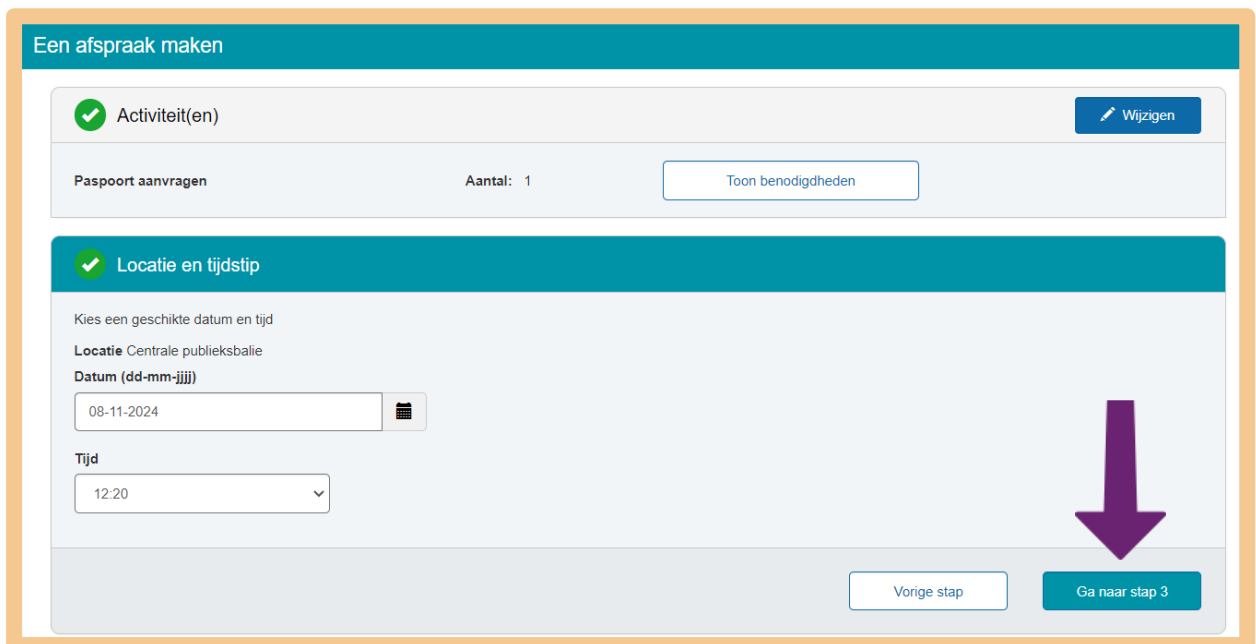 Een afspraak maken
Activiteit(en)
Wijzigen
Paspoort aanvragen Aantal: 1 Toon benodigdheden
Locatie en tijdstip
Kies een geschikte datum en tijd
Locatie Centrale publieksbalie
Datum (dd-mm-jjjj)
08-11-2024
Tijd
12:20
Vorige stap Ga naar stap 3